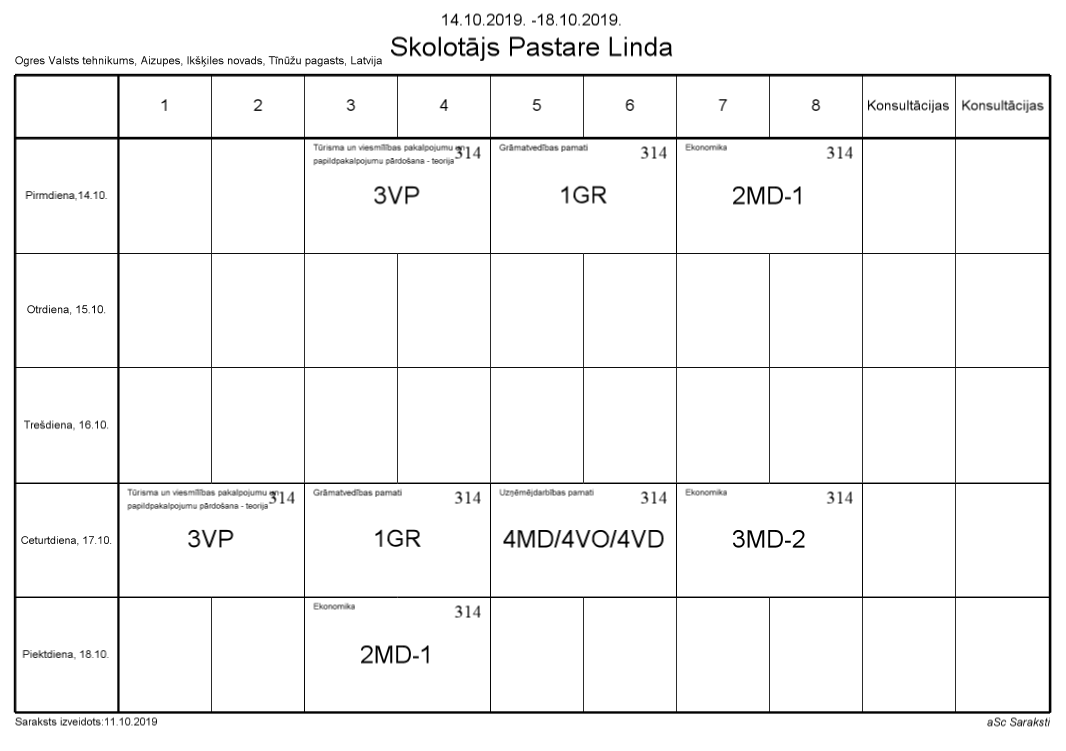 14.10.2019. -18.10.2019.
Skolotājs Pastare Linda
Ogres Valsts tehnikums, Aizupes, Ikšķiles novads, Tīnūžu pagasts, Latvija
1 2 3 4 5 6 7 8 Konsultācijas Konsultācijas
Pirmdiena,14.10.
Tūrisma un viesmīlības pakalpojumu en
papildpakalpojumu pārdošana - teorija
314
3VP
Grāmatvedības pamati
314
1GR
Ekonomika
314
2MD-1
Otrdiena, 15.10.
Trešdiena, 16.10.
Ceturtdiena, 17.10.
Tūrisma un viesmīlības pakalpojumu en
papildpakalpojumu pārdošana - teorija
314
3VP
Grāmatvedības pamati
314
1GR
Uzņēmējdarbības pamati
314
4MD/4VO/4VD
Ekonomika
314
3MD-2
Piektdiena, 18.10.
Ekonomika
314
2MD-1
Saraksts izveidots:11.10.2019
aSc Saraksti